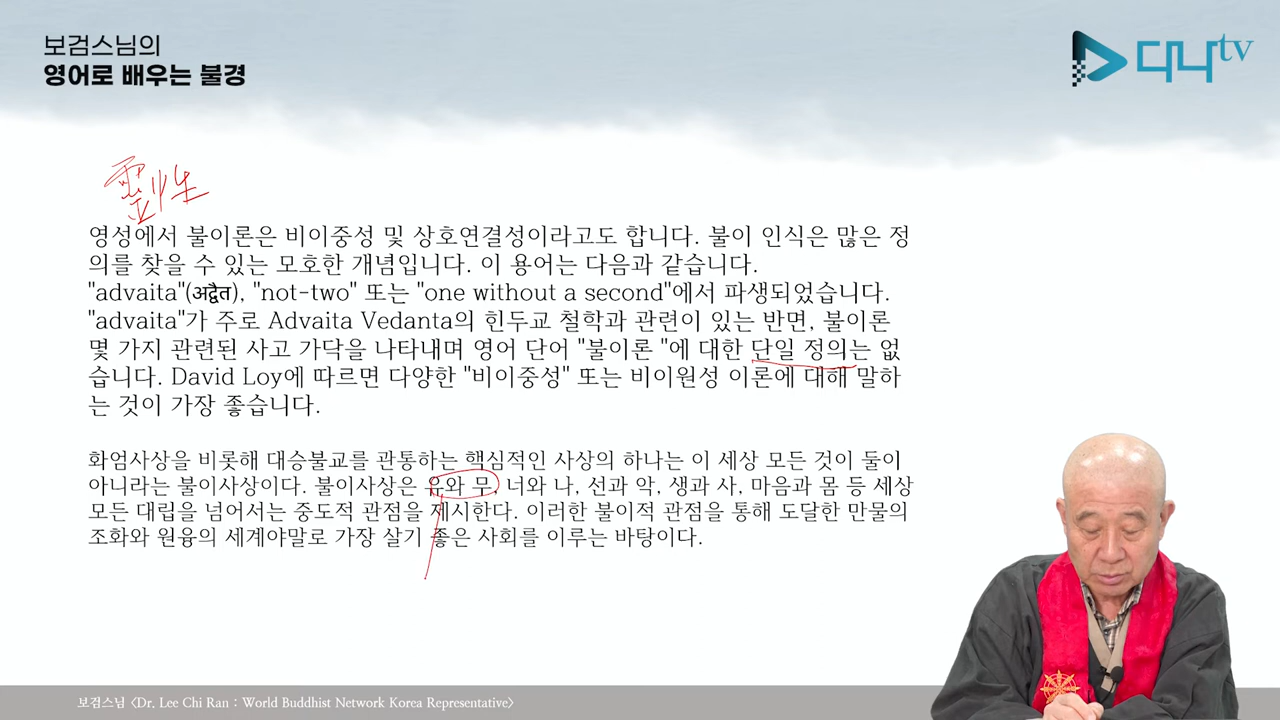 보검스님의
영어로 배우는 불경
디나tv
靈性
영성에서 불이론은 비이중성 및 상호연결성이라고도 합니다. 불이 인식은 많은 정
의를 찾을 수 있는 모호한 개념입니다. 이 용어는 다음과 같습니다.
"advaita"(अद्वैत), "not-two" 또는 "one without a second"에서 파생되었습니다.
"advaita"가 주로 Advaita Vedanta의 힌두교 철학과 관련이 있는 반면, 불이론
몇 가지 관련된 사고 가닥을 나타내며 영어 단어 "불이론 "에 대한 단일 정의는 없
습니다. David Loy에 따르면 다양한 "비이중성" 또는 비이원성 이론에 대해 말하
는 것이 가장 좋습니다.
화엄사상을 비롯해 대승불교를 관통하는 핵심적인 사상의 하나는 이 세상 모든 것이 둘이
아니라는 불이사상이다. 불이사상은 유와 무, 너와 나, 선과 악, 생과 사, 마음과 몸 등 세상
모든 대립을 넘어서는 중도적 관점을 제시한다. 이러한 불이적 관점을 통해 도달한 만물의
조화와 원융의 세계야말로 가장 살기 좋은 사회를 이루는 바탕이다.
보검스님 <Dr. Lee Chi Ran : World Buddhist Network Korea Representative>